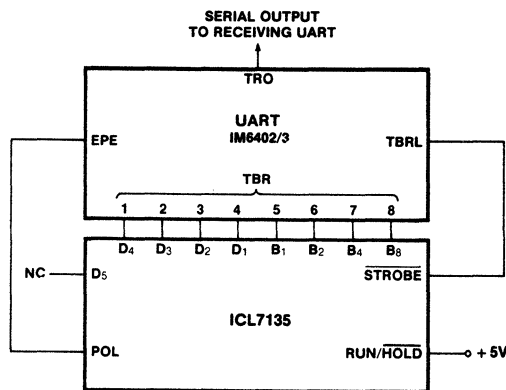 SERIAL OUTPUT
TO RECEIVING UART
TRO
UART
IM6402/3
EPE
TBRL
TBR
1 2 3 4 5 6 7 8
D₄ D₃ D₂ D₁ B₁ B₂ B₄ B₈
NC
D₅
STROBE
ICL7135
POL
RUN/HOLD
+5V